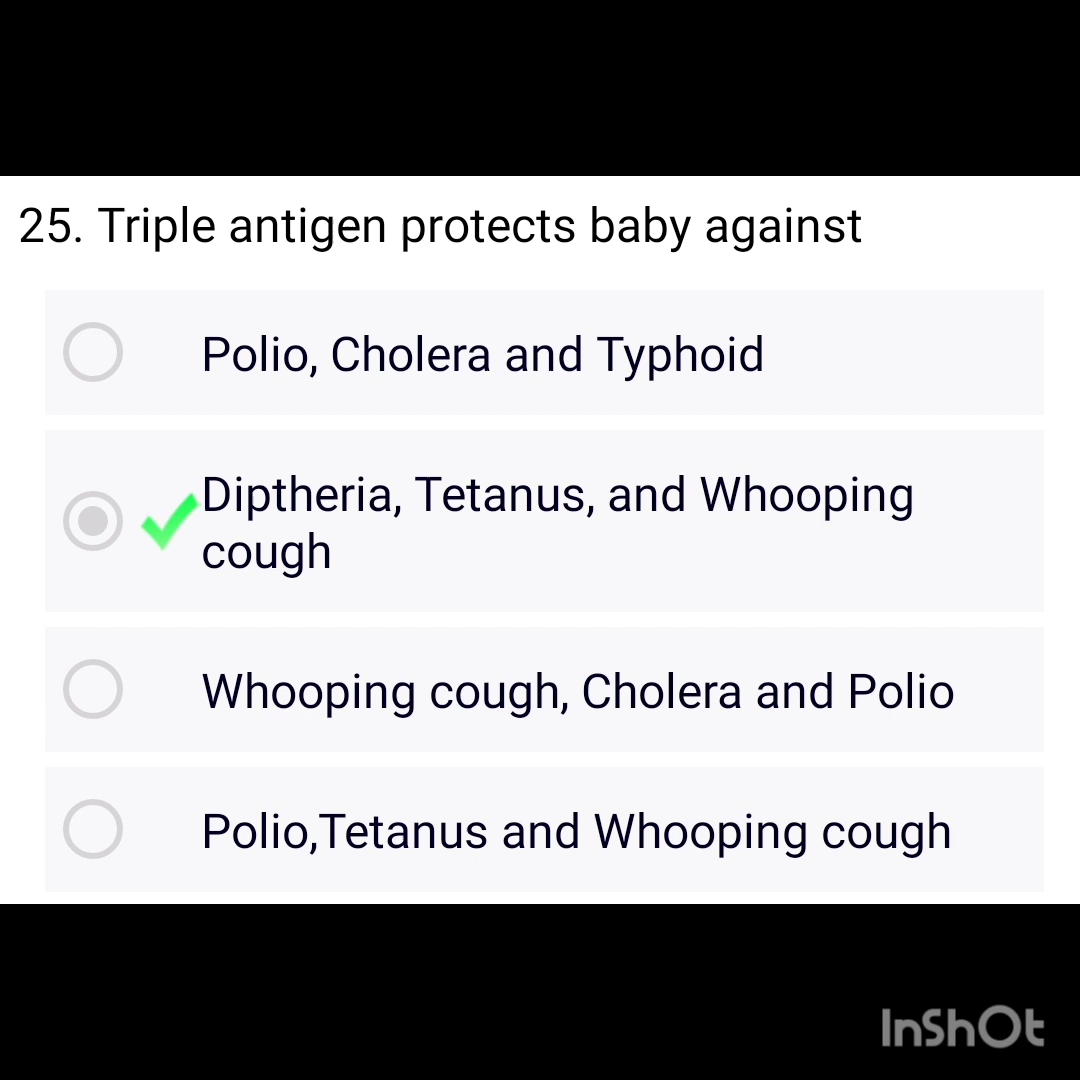 25. Triple antigen protects baby against
Polio, Cholera and Typhoid
Diptheria, Tetanus, and Whooping
cough
Whooping cough, Cholera and Polio
Polio,Tetanus and Whooping cough
InShOt